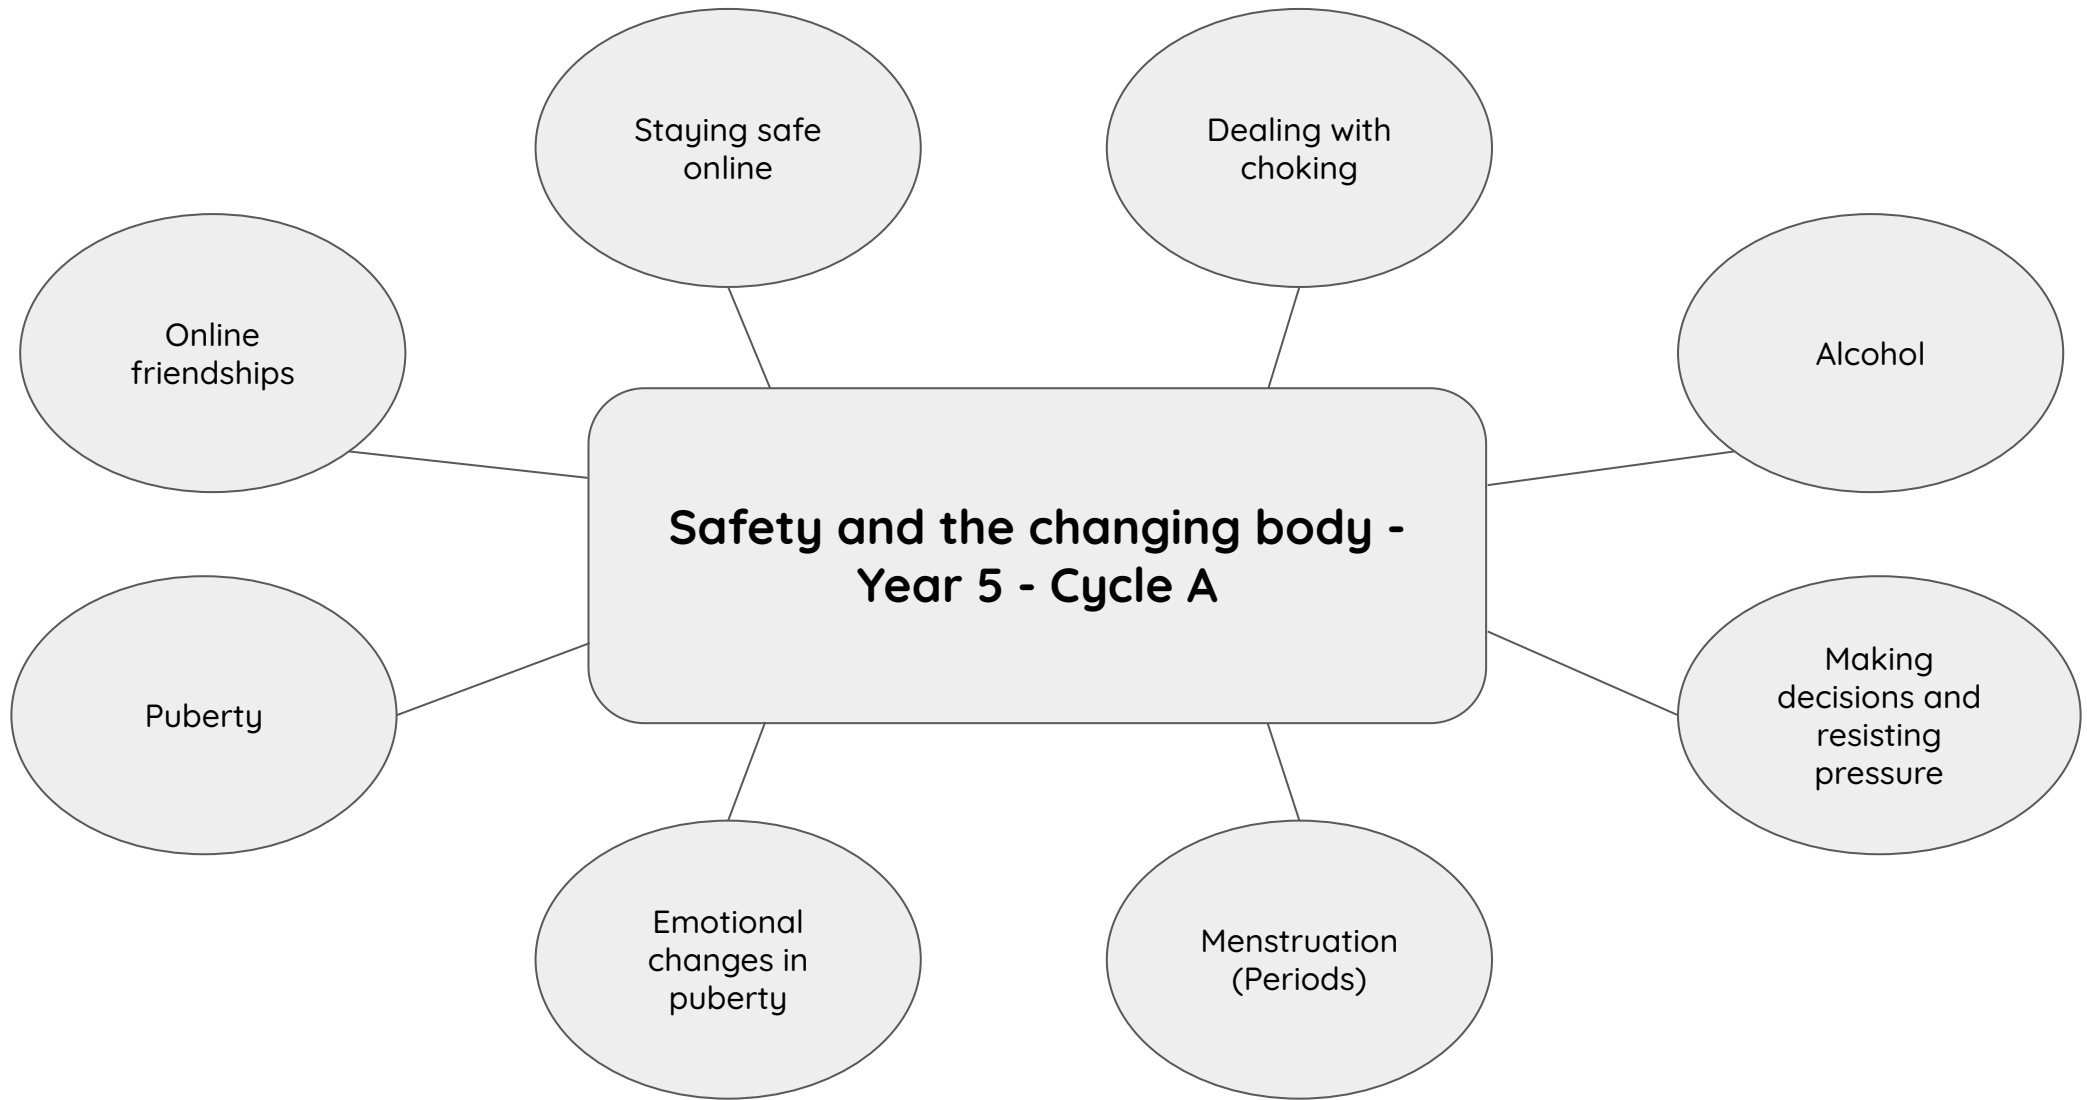 Staying safe
online
Dealing with
choking
Online
friendships
Alcohol
Safety and the changing body -
Year 5 - Cycle A
Puberty
Making
decisions and
resisting
pressure
Emotional
changes in
puberty
Menstruation
(Periods)